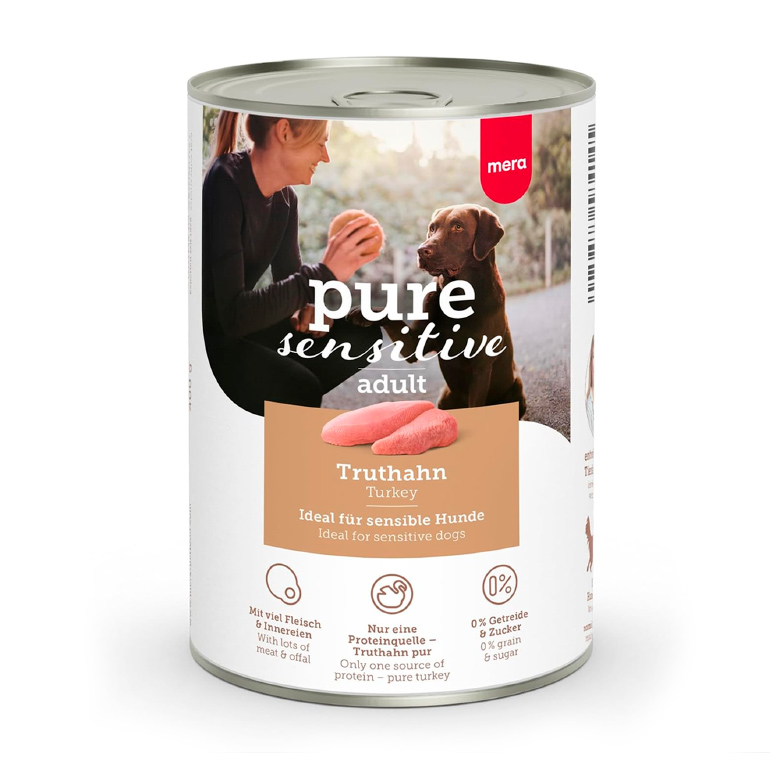 mera
pure
sensitive
adult
Truthahn
Turkey
Ideal für sensible Hunde
Ideal for sensitive dogs
Mit viel Fleisch
& Innereien
With lots of
meat & offal
Nur eine
Proteinquelle –
Truthahn pur
Only one source of
protein – pure turkey
0%
0% Getreide
& Zucker
0% grain
& sugar